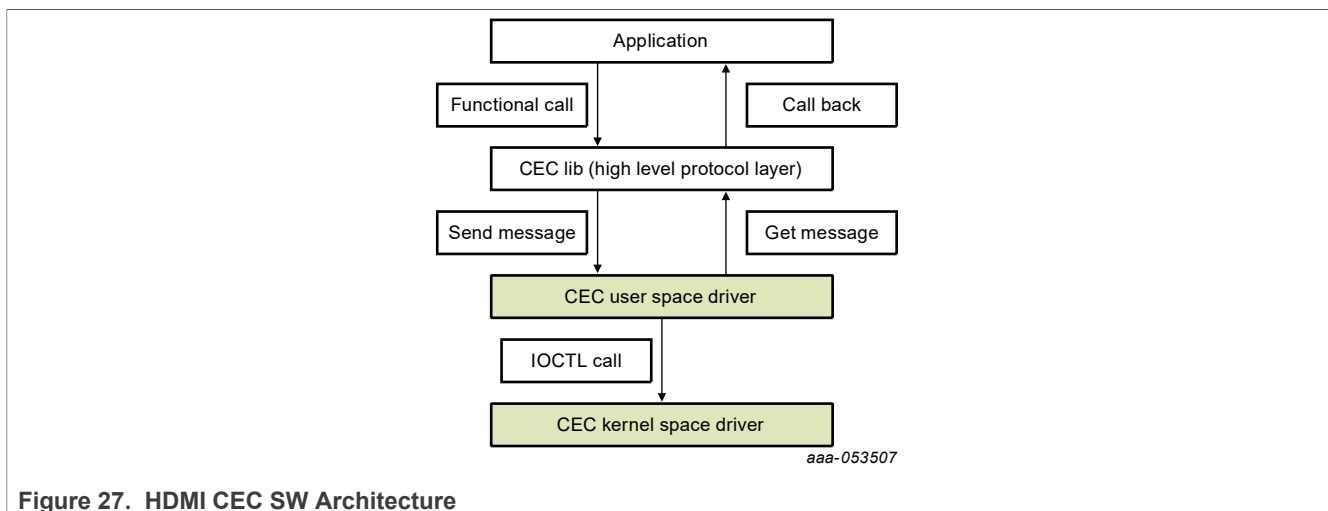 Application
Functional call
Call back
CEC lib (high level protocol layer)
Send message
Get message
CEC user space driver
IOCTL call
CEC kernel space driver
aaa-053507
Figure 27. HDMI CEC SW Architecture